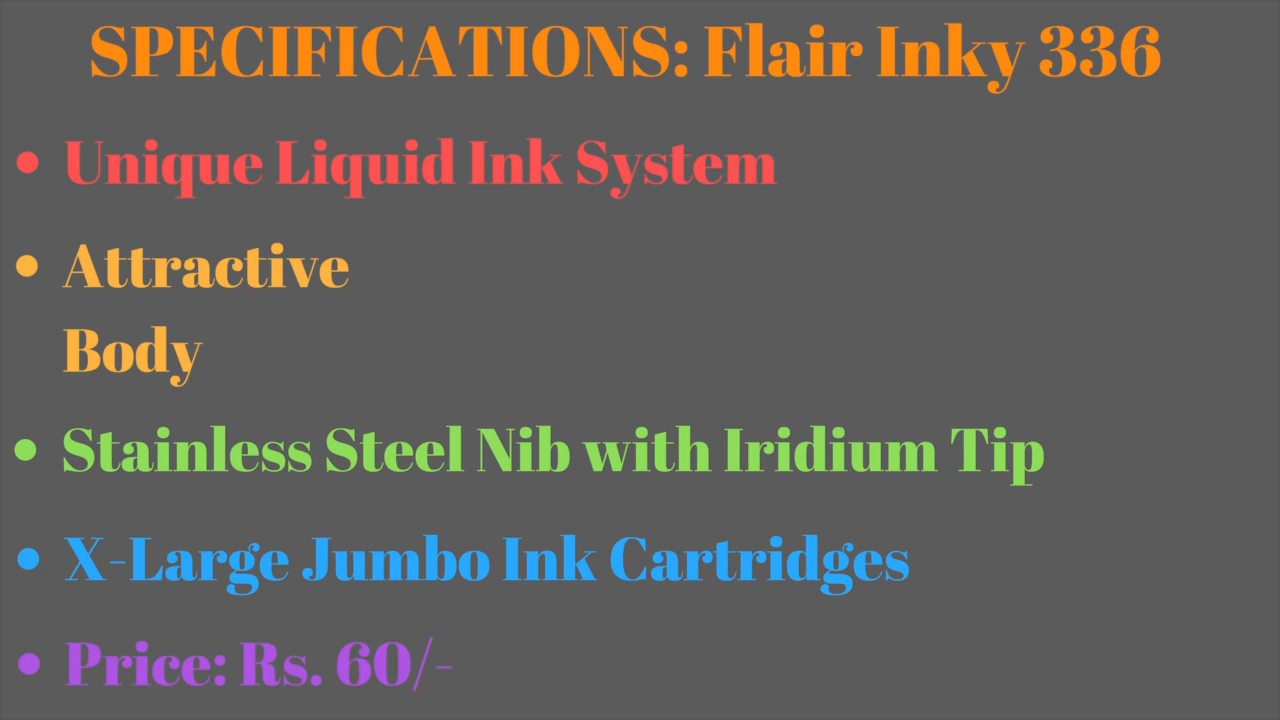 SPECIFICATIONS: Flair Inky 336
• Unique Liquid Ink System
• Attractive
Body
• Stainless Steel Nib with Iridium Tip
• X-Large Jumbo Ink Cartridges
• Price: Rs. 60/-